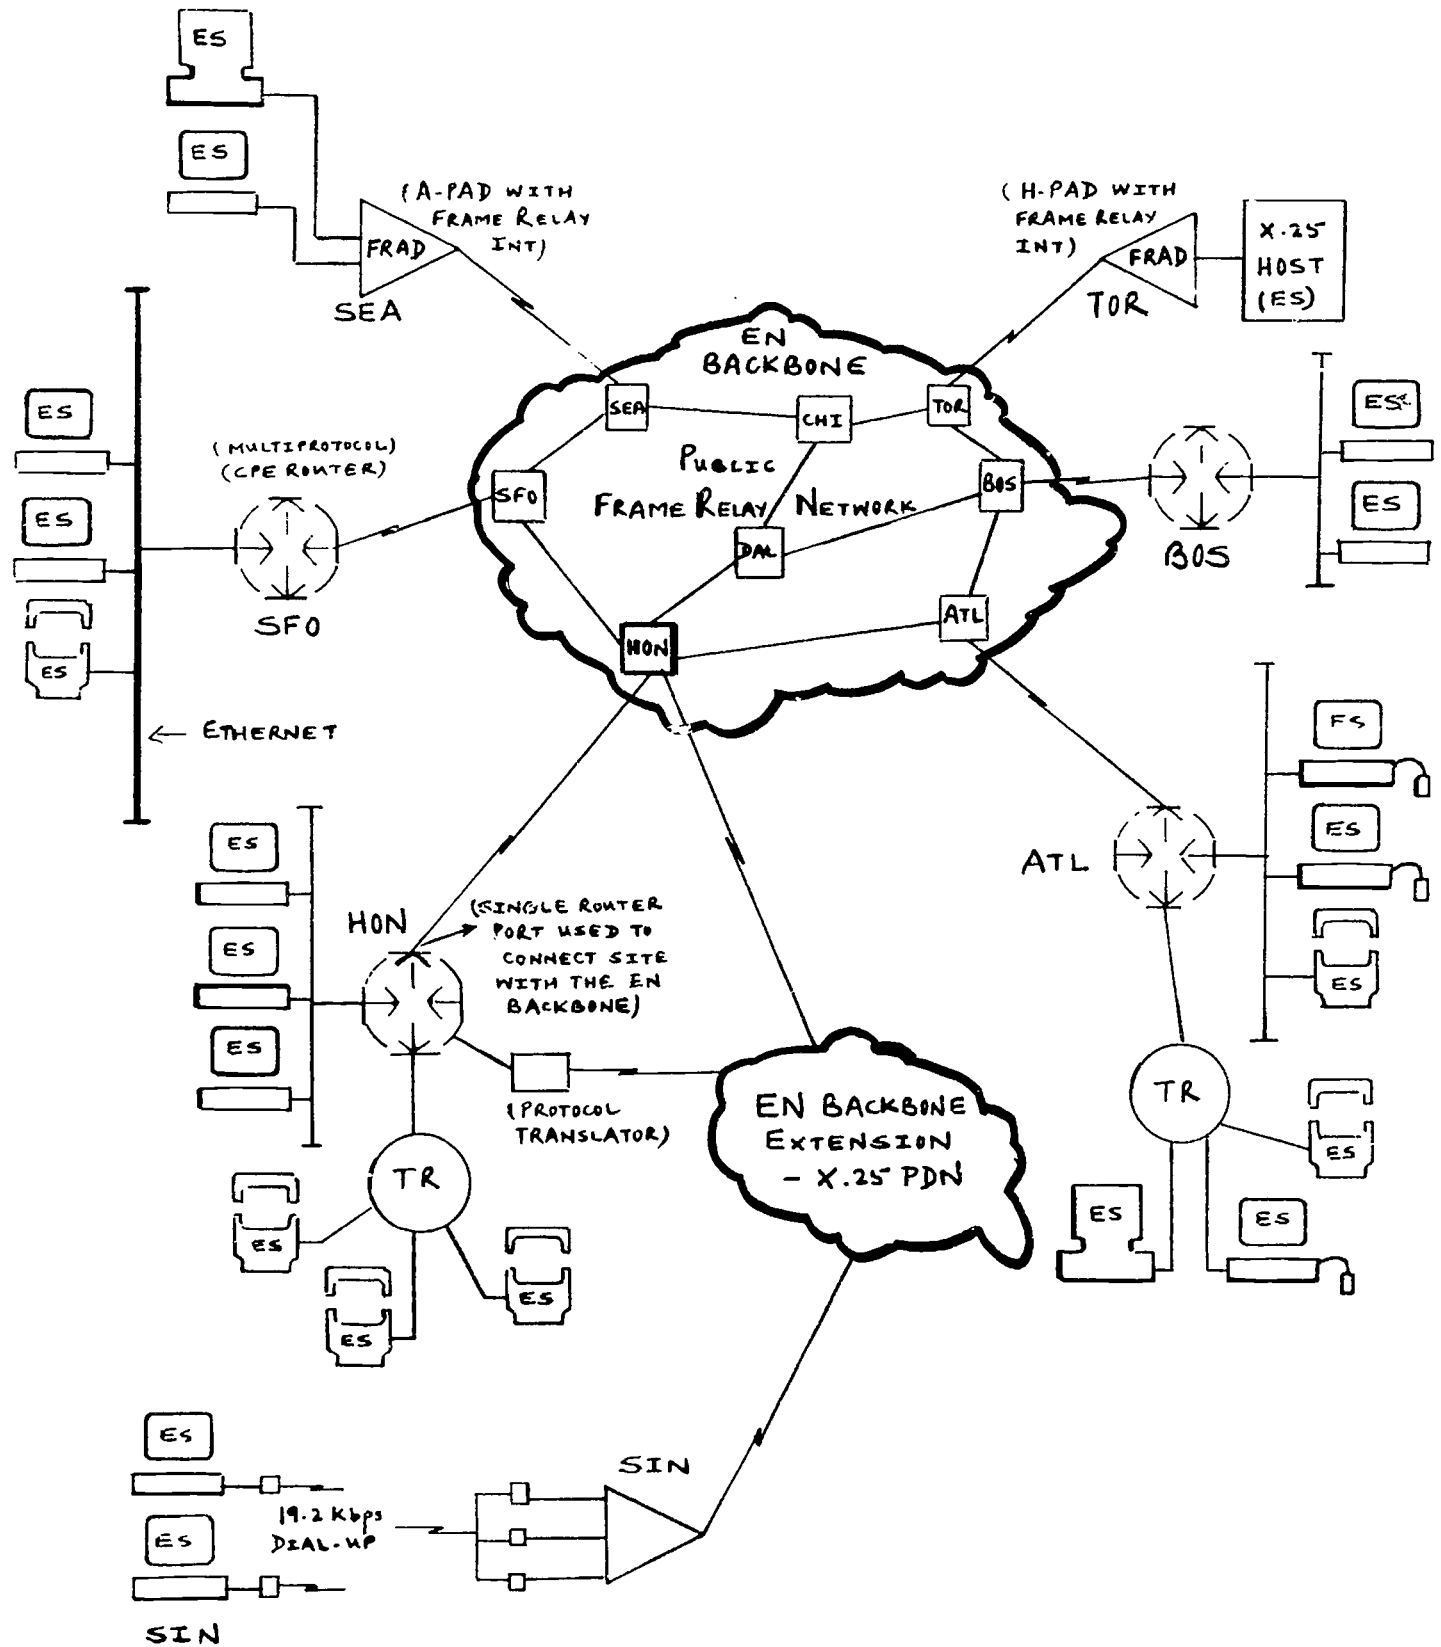 ES
ES
(A-PAD WITH
FRAME RELAY
INT)
FRAD
SEA
(H-PAD WITH
FRAME RELAY
INT)
FRAD
TOR
X.25
HOST
(ES)
EN
BACKBONE
SEA
CHI
TOR
PUBLIC
FRAME RELAY NETWORK
SFO
BOS
DAL
HON
ATL
ES
ES
ES
(MULTIPROTOCOL)
(CPE ROUTER)
SFO
← ETHERNET
ES
ES
BOS
ES
ES
ES
HON
(SINGLE ROUTER
PORT USED TO
CONNECT SITE
WITH THE EN
BACKBONE)
(PROTOCOL
TRANSLATOR)
TR
ES
ES
ES
EN BACKBONE
EXTENSION
- X.25 PDN
ATL
FS
ES
ES
TR
ES
ES
ES
ES
ES
19.2 Kbps
DIAL-UP
SIN
SIN